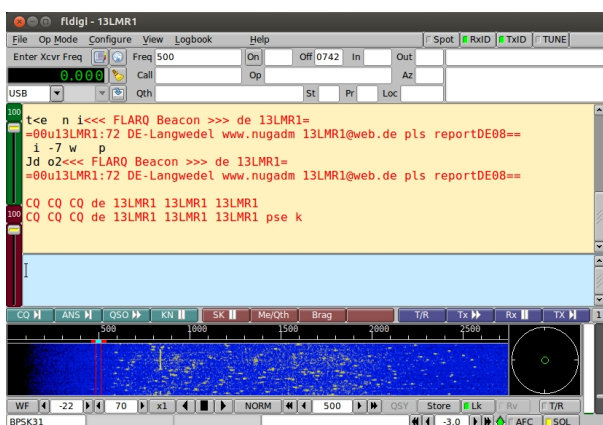 fldigi - 13LMR1
File Op Mode Configure View Logbook Help Spot RxID TxID TUNE
Enter Xcvr Freq Freq 500 On Off 0742 In Out
0.000 Call Op Az
USB Qth St Pr Loc
100
t<e n i<<< FLARQ Beacon >>> de 13LMR1=
=00u13LMR1:72 DE-Langwedel www.nugadm 13LMR1@web.de pls reportDE08==
i -7 w p
Jd o2<<< FLARQ Beacon >>> de 13LMR1=
=00u13LMR1:72 DE-Langwedel www.nugadm 13LMR1@web.de pls reportDE08==
CQ CQ CQ de 13LMR1 13LMR1 13LMR1
100
CQ CQ CQ de 13LMR1 13LMR1 13LMR1 pse k
CQ ANS QSO KN SK Me/Qth Brag T/R Tx Rx TX 1
500 1000 1500 2000 2500
WF -22 70 x1 NORM 500 QSY Store Lk Rv T/R
BPSK31 -3.0 AFC SQL